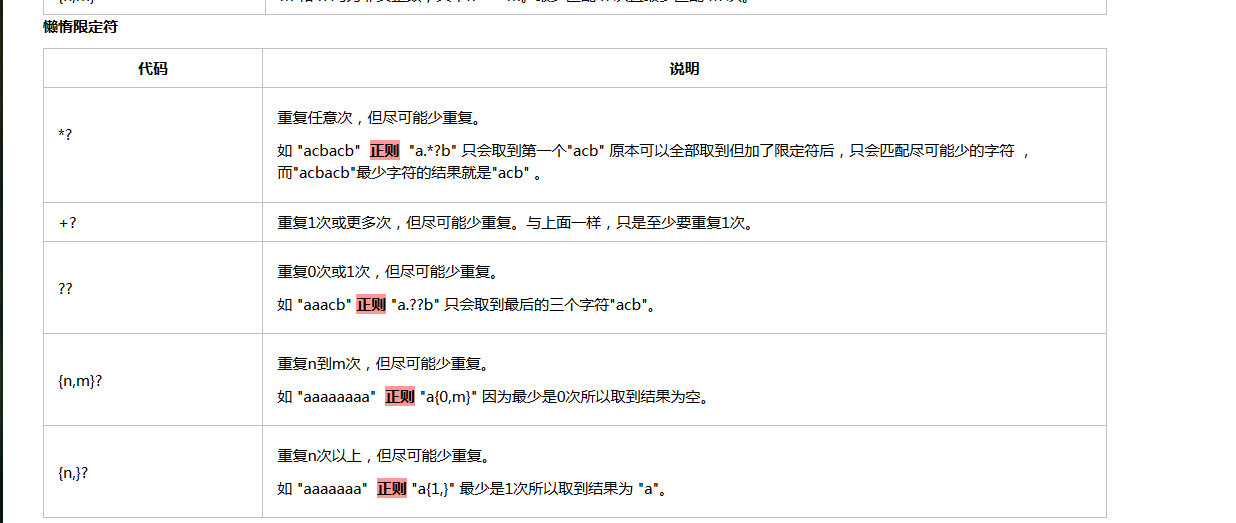 懒惰限定符
代码 说明
*?
重复任意次，但尽可能少重复。
如 "acbacb" 正则 "a.*?b" 只会取到第一个"acb" 原本可以全部取到但加了限定符后，只会匹配尽可能少的字符 ，
而"acbacb"最少字符的结果就是"acb" 。
+? 重复1次或更多次，但尽可能少重复。与上面一样，只是至少要重复1次。
??
重复0次或1次，但尽可能少重复。
如 "aaacb" 正则 "a.??b" 只会取到最后的三个字符"acb"。
{n,m}?
重复n到m次，但尽可能少重复。
如 "aaaaaaaa" 正则 "a{0,m}" 因为最少是0次所以取到结果为空。
{n,}?
重复n次以上，但尽可能少重复。
如 "aaaaaaa" 正则 "a{1,}" 最少是1次所以取到结果为 "a"。